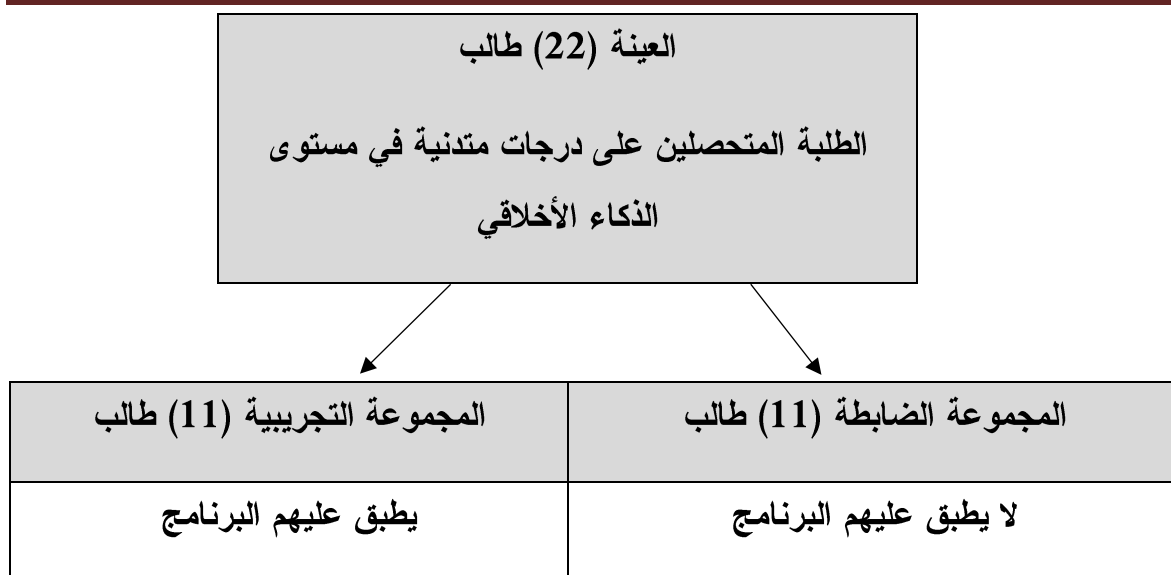 العينة (22) طالب
الطلبة المتحصلين على درجات متدنية في مستوى
الذكاء الأخلاقي
المجموعة الضابطة (11) طالب
المجموعة التجريبية (11) طالب
لا يطبق عليهم البرنامج
يطبق عليهم البرنامج